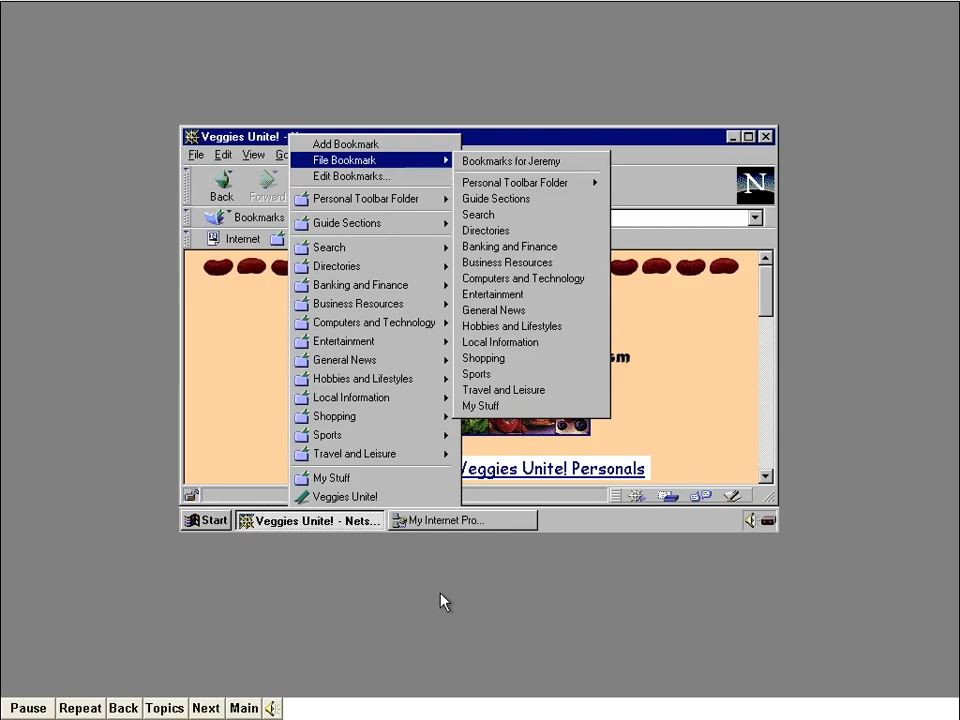 Veggies Unite! - N
File Edit View Go
Back Forward
Bookmarks
Internet
Add Bookmark
File Bookmark
Edit Bookmarks...
Personal Toolbar Folder
Guide Sections
Search
Directories
Banking and Finance
Business Resources
Computers and Technology
Entertainment
General News
Hobbies and Lifestyles
Local Information
Shopping
Sports
Travel and Leisure
My Stuff
Veggies Unite!
Bookmarks for Jeremy
Personal Toolbar Folder
Guide Sections
Search
Directories
Banking and Finance
Business Resources
Computers and Technology
Entertainment
General News
Hobbies and Lifestyles
Local Information
Shopping
Sports
Travel and Leisure
My Stuff
N
sm
Veggies Unite! Personals
Start Veggies Unite! - Nets... My Internet Pro...
Pause Repeat Back Topics Next Main